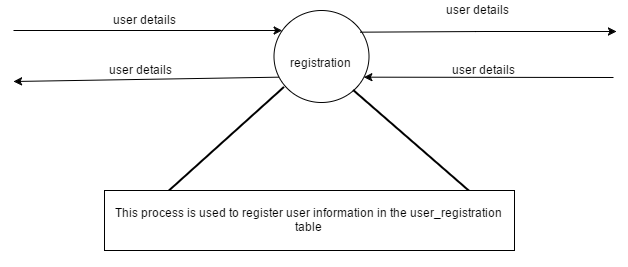 user details
user details
user details
user details
registration
This process is used to register user information in the user_registration
table